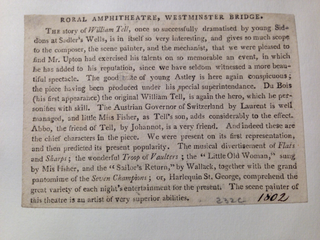 ROYAL AMPHITHEATRE, WESTMINSTER BRIDGE.
THE story of William Tell, once so successfully dramatised by young Sid-
dons at Sadler's Wells, is in itself so very interesting, and gives so much scope
to the composer, the scene painter, and the mechanist, that we were pleased to
find Mr. Upton had exercised his talents on so memorable an event, in which
he has added to his reputation, since we have seldom witnessed a more beau-
tiful spectacle. The good taste of young Astley is here again conspicuous;
the piece having been produced under his special superintendance. Du Bois
(his first appearance) the original William Tell, is again the hero, which he per-
sonifies with skill. The Austrian Governor of Switzerland by Laurent is well
managed, and little Miss Fisher, as Tell's son, adds considerably to the effect.
Abbo, the friend of Tell, by Johannot, is a very friend. And indeed these are the
chief characters in the piece. We were present on its first representation,
and then predicted its present popularity. The musical divertisement of Flats
and Sharps; the wonderful Troop of Vaulters; the "Little Old Woman," sung
by Mis Fisher, and the "Sailor's Return," by Wallack, together with the grand
pantomime of the Seven Champions; or, Harlequin St. George, comprehend the
great variety of each night's entertainment for the present. The scene painter of
this theatre is an artist of very superior abilities.
1802